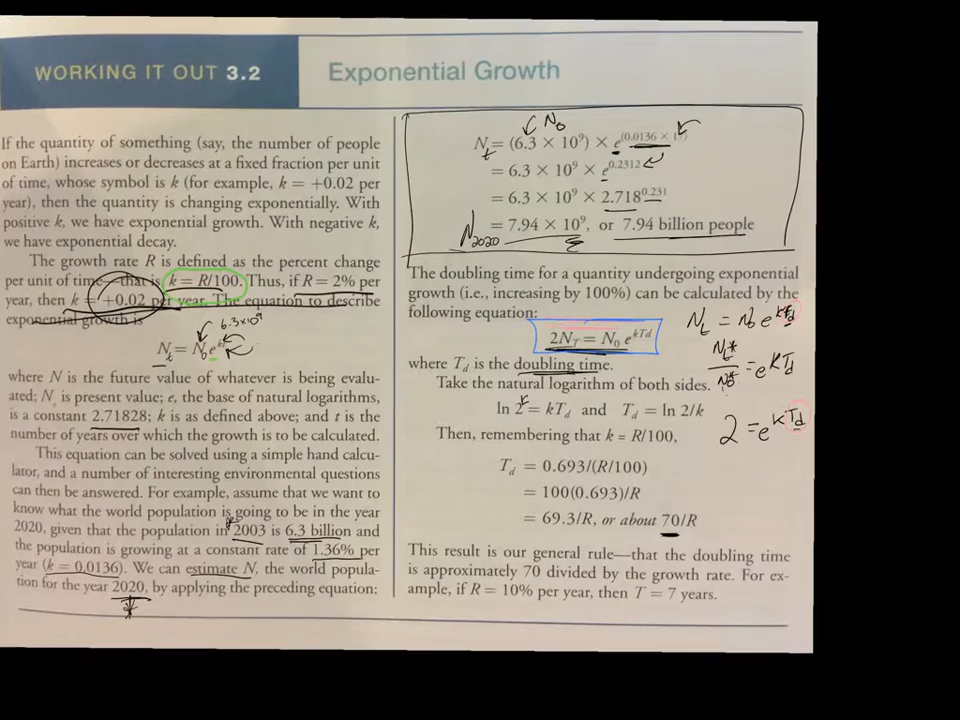 WORKING IT OUT 3.2
Exponential Growth
If the quantity of something (say, the number of people
on Earth) increases or decreases at a fixed fraction per unit
of time, whose symbol is k (for example, k = +0.02 per
year), then the quantity is changing exponentially. With
positive k, we have exponential growth. With negative k,
we have exponential decay.
The growth rate R is defined as the percent change
per unit of time—that is k = R/100. Thus, if R = 2% per
year, then k = +0.02 per year. The equation to describe
exponential growth is
6.3×10⁹
Nₜ = N₀ eᵏᵗ
where N is the future value of whatever is being evalu-
ated; N₀ is present value; e, the base of natural logarithms,
is a constant 2.71828; k is as defined above; and t is the
number of years over which the growth is to be calculated.
This equation can be solved using a simple hand calcu-
lator, and a number of interesting environmental questions
can then be answered. For example, assume that we want to
know what the world population is going to be in the year
2020, given that the population in 2003 is 6.3 billion and
the population is growing at a constant rate of 1.36% per
year (k = 0.0136). We can estimate N, the world popula-
tion for the year 2020, by applying the preceding equation:
N₀
Nₜ = (6.3 × 10⁹) × e^(0.0136 × 17)
= 6.3 × 10⁹ × e^0.2312
= 6.3 × 10⁹ × 2.718^0.231
N₂₀₂₀ = 7.94 × 10⁹, or 7.94 billion people
The doubling time for a quantity undergoing exponential
growth (i.e., increasing by 100%) can be calculated by the
following equation:
2N_T = N₀ e^kTd
where T_d is the doubling time.
Take the natural logarithm of both sides.
ln 2 = kT_d and T_d = ln 2/k
Then, remembering that k = R/100,
T_d = 0.693/(R/100)
= 100(0.693)/R
= 69.3/R, or about 70/R
This result is our general rule—that the doubling time
is approximately 70 divided by the growth rate. For ex-
ample, if R = 10% per year, then T = 7 years.
Nₜ = N₀ e^ktd
Nₜ*/N₀* = e^kTd
2 = e^kTd